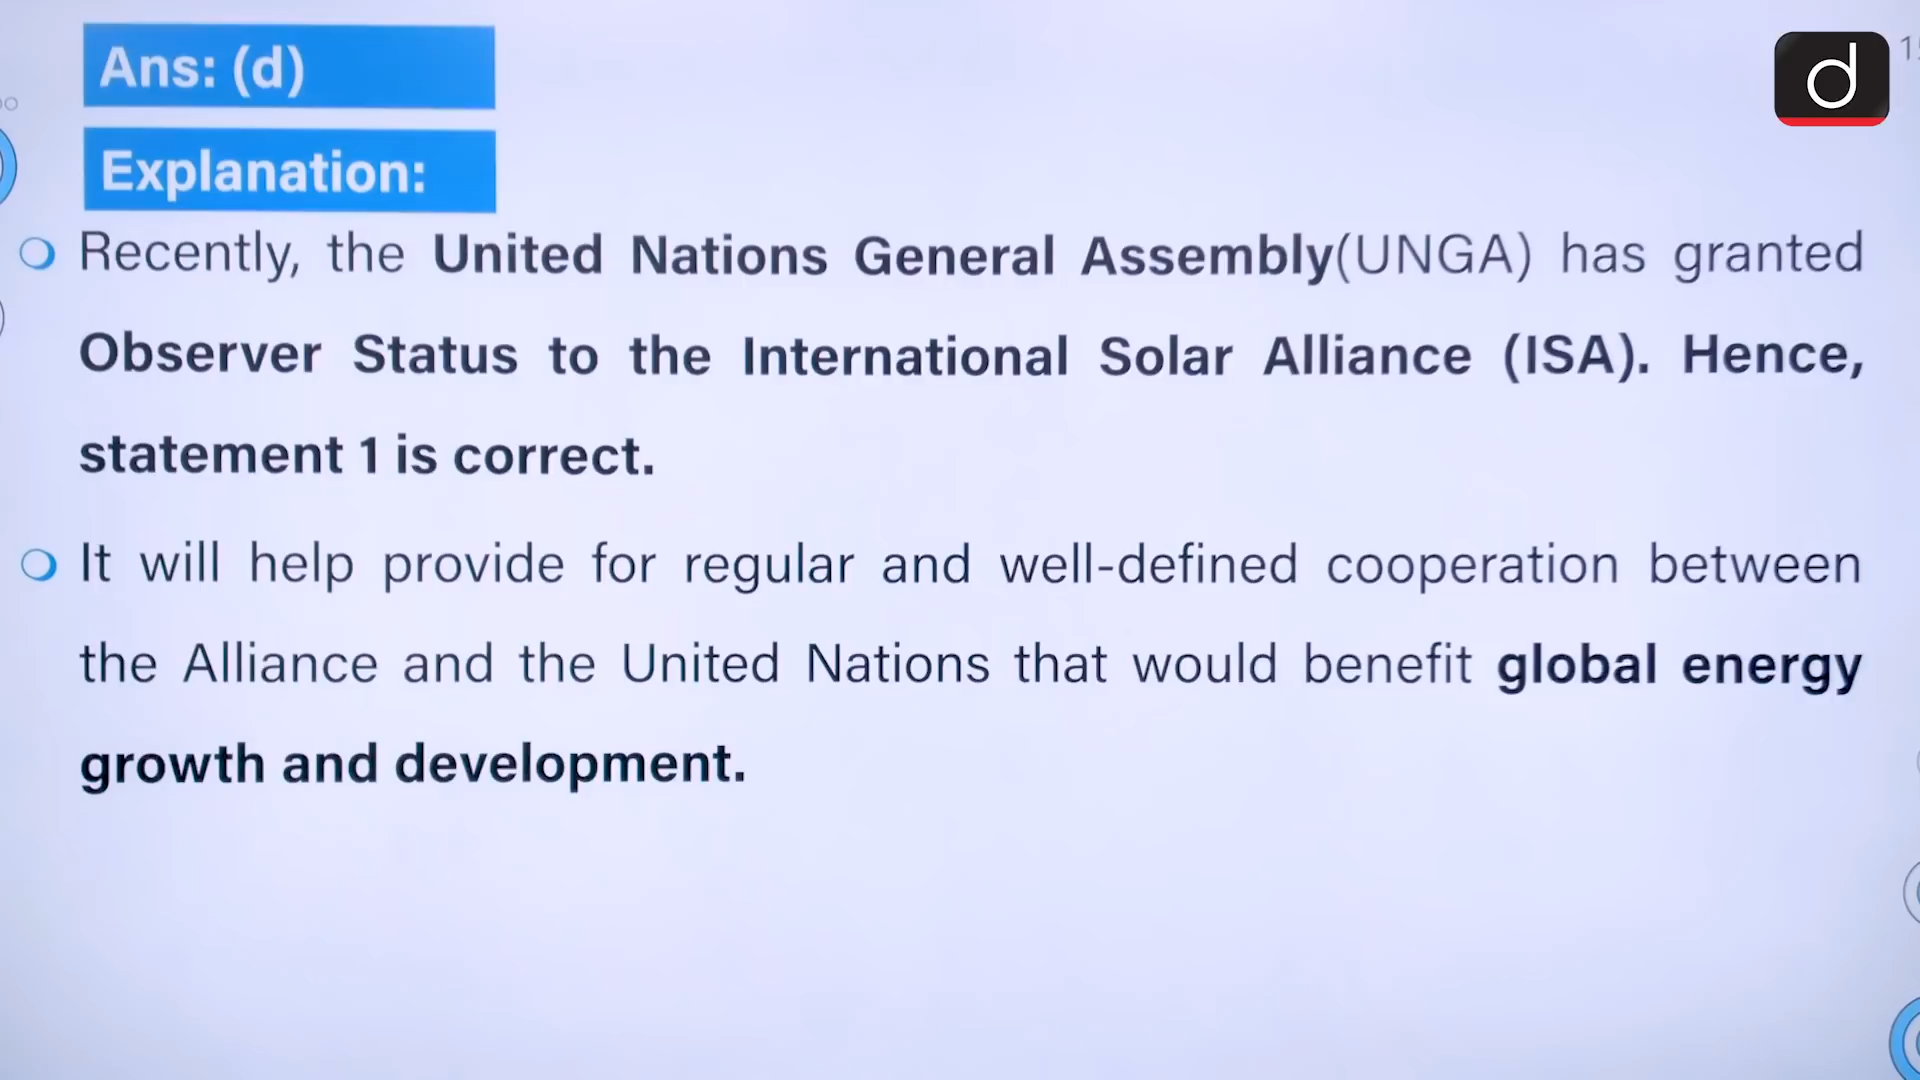 Ans: (d)
Explanation:
Recently, the United Nations General Assembly(UNGA) has granted
Observer Status to the International Solar Alliance (ISA). Hence,
statement 1 is correct.
It will help provide for regular and well-defined cooperation between
the Alliance and the United Nations that would benefit global energy
growth and development.
d